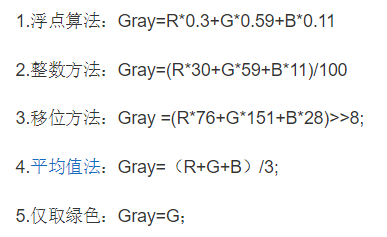 1.浮点算法：Gray=R*0.3+G*0.59+B*0.11
2.整数方法：Gray=(R*30+G*59+B*11)/100
3.移位方法：Gray =(R*76+G*151+B*28)>>8;
4.平均值法：Gray=（R+G+B）/3;
5.仅取绿色：Gray=G；